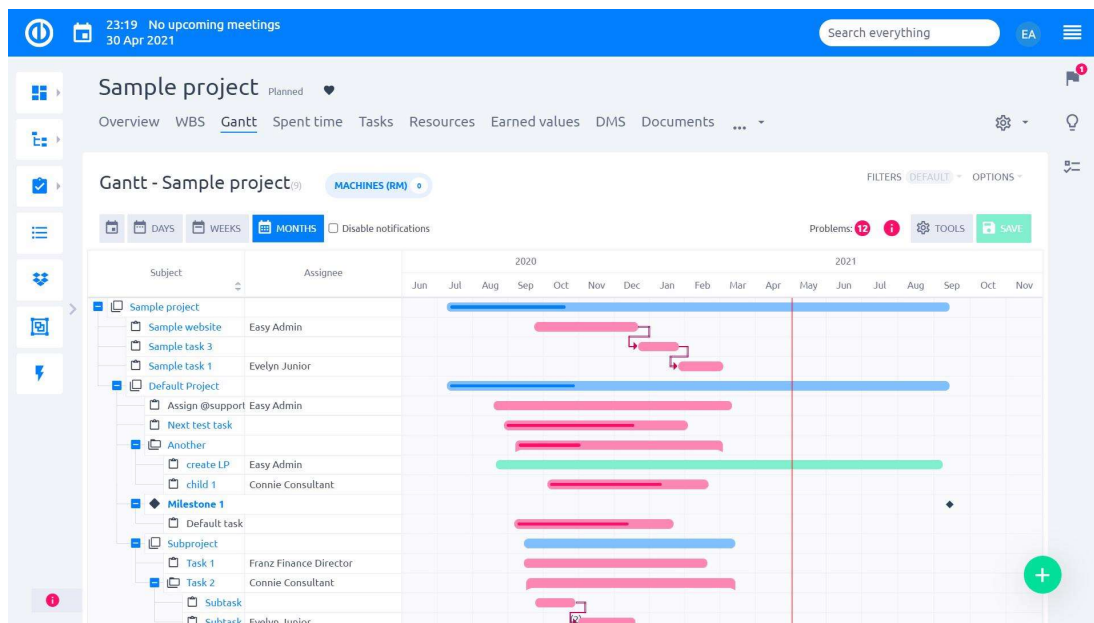 23:19 No upcoming meetings
30 Apr 2021
Search everything
EA
1
Sample project Planned
Overview WBS Gantt Spent time Tasks Resources Earned values DMS Documents ...
Gantt - Sample project(9) MACHINES (RM) 0
FILTERS DEFAULT OPTIONS
DAYS WEEKS MONTHS Disable notifications Problems: 12 TOOLS SAVE
Subject Assignee
2020 2021
Jun Jul Aug Sep Oct Nov Dec Jan Feb Mar Apr May Jun Jul Aug Sep Oct Nov
Sample project
Sample website Easy Admin
Sample task 3
Sample task 1 Evelyn Junior
Default Project
Assign @support Easy Admin
Next test task
Another
create LP Easy Admin
child 1 Connie Consultant
Milestone 1
Default task
Subproject
Task 1 Franz Finance Director
Task 2 Connie Consultant
Subtask
Subtask Evelyn Junior
(2)